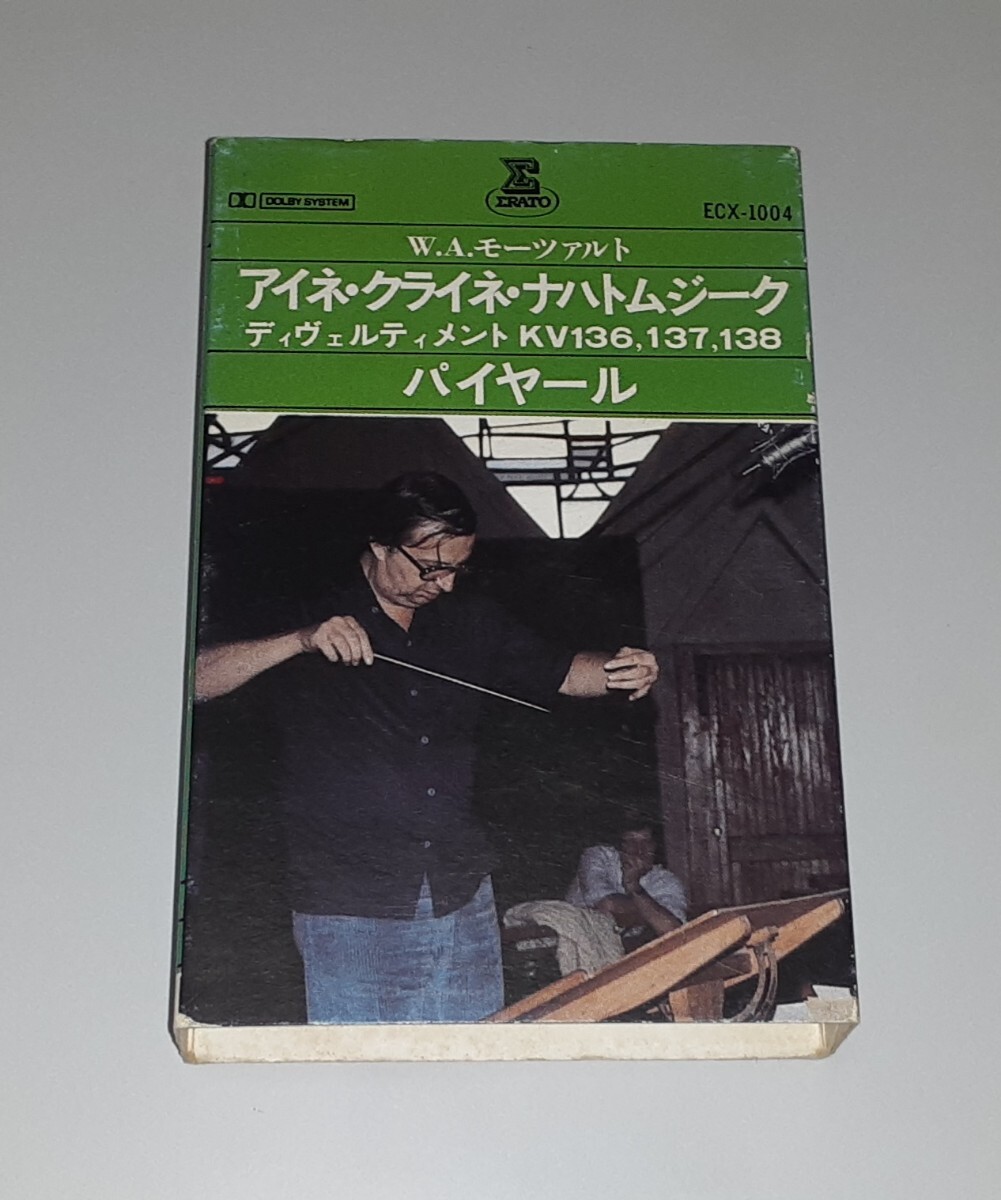 DOLBY SYSTEM
ERATO
ECX-1004
W.A.モーツァルト
アイネ・クライネ・ナハトムジーク
ディヴェルティメント KV136,137,138
パイヤール